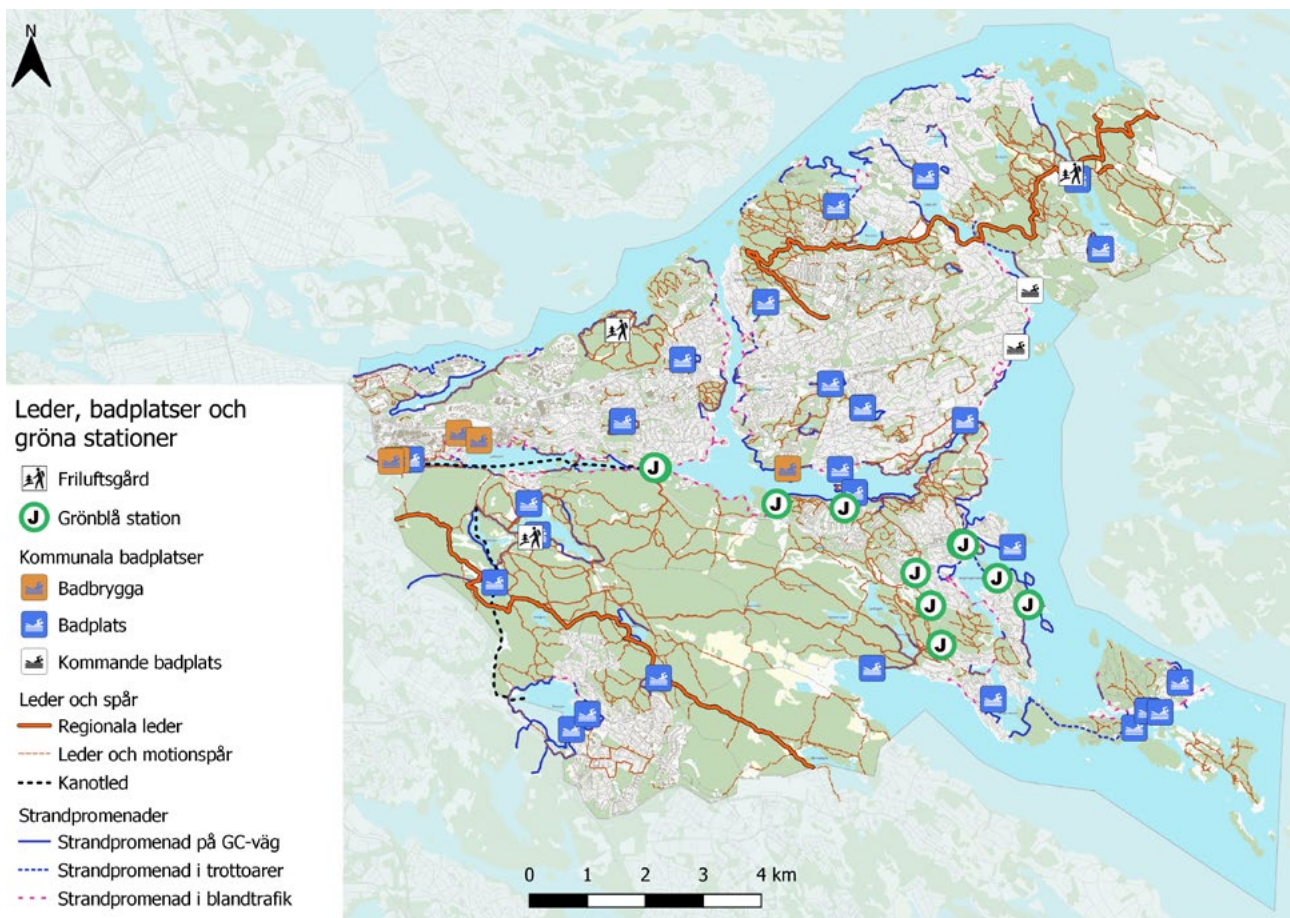 N
Leder, badplatser och
gröna stationer
Friluftsgård
J Grönblå station
Kommunala badplatser
Badbrygga
Badplats
Kommande badplats
Leder och spår
Regionala leder
Leder och motionspår
Kanotled
Strandpromenader
Strandpromenad på GC-väg
Strandpromenad i trottoarer
Strandpromenad i blandtrafik
J
J
J
J
J
J
J
J
J
0 1 2 3 4 km